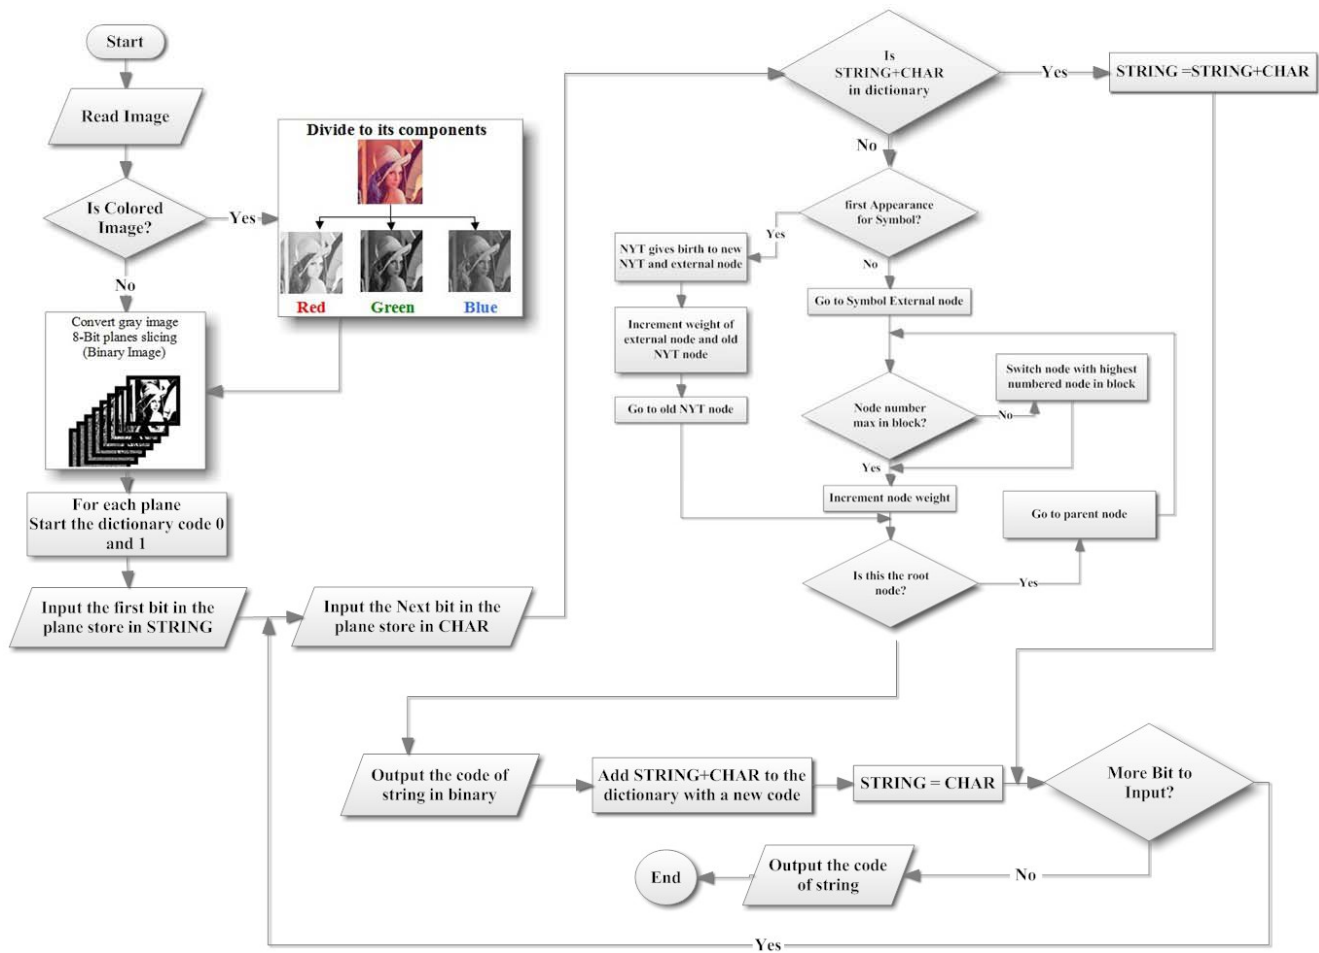 Start
Read Image
Is Colored
Image?
Yes
No
Divide to its components
Red
Green
Blue
Convert gray image
8-Bit planes slicing
(Binary Image)
For each plane
Start the dictionary code 0
and 1
Input the first bit in the
plane store in STRING
Input the Next bit in the
plane store in CHAR
Is
STRING+CHAR
in dictionary
Yes
STRING =STRING+CHAR
No
first Appearance
for Symbol?
Yes
NYT gives birth to new
NYT and external node
Increment weight of
external node and old
NYT node
Go to old NYT node
No
Go to Symbol External node
Node number
max in block?
No
Switch node with highest
numbered node in block
Yes
Increment node weight
Go to parent node
Is this the root
node?
Yes
Output the code of
string in binary
Add STRING+CHAR to the
dictionary with a new code
STRING = CHAR
More Bit to
Input?
No
Output the code
of string
End
Yes